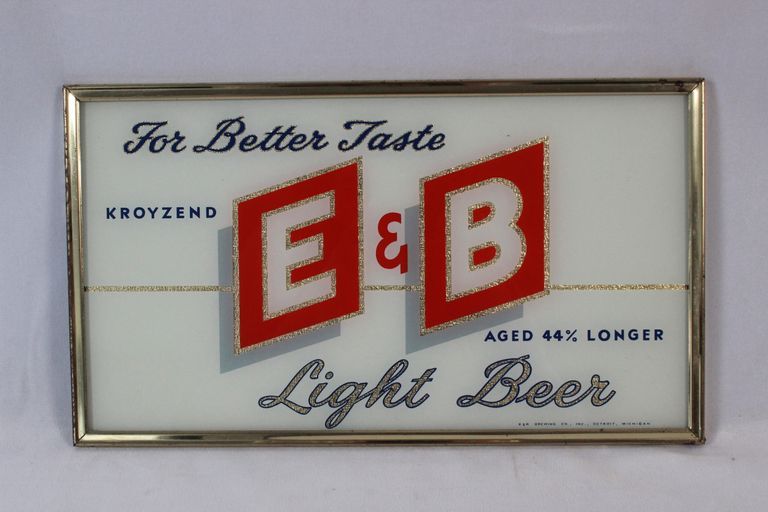 For Better Taste
KROYZEND
E & B
AGED 44% LONGER
Light Beer
E & B BREWING CO., INC., DETROIT, MICHIGAN